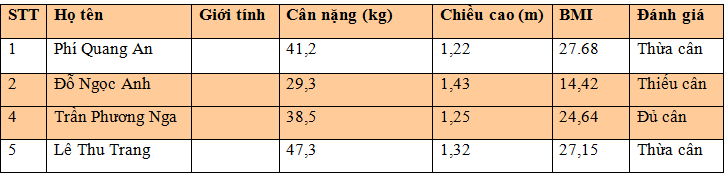 STT Họ tên Giới tính Cân nặng (kg) Chiều cao (m) BMI Đánh giá
1 Phí Quang An 41,2 1,22 27.68 Thừa cân
2 Đỗ Ngọc Anh 29,3 1,43 14,42 Thiếu cân
4 Trần Phương Nga 38,5 1,25 24,64 Đủ cân
5 Lê Thu Trang 47,3 1,32 27,15 Thừa cân